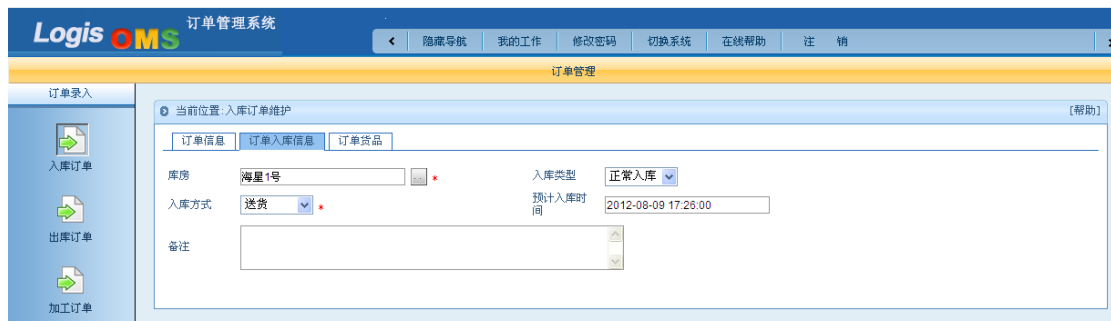 Logis OMS 订单管理系统
隐藏导航 我的工作 修改密码 切换系统 在线帮助 注 销
订单管理
订单录入
当前位置:入库订单维护 [帮助]
订单信息 订单入库信息 订单货品
入库订单
库房 海星1号 ... * 入库类型 正常入库
入库方式 送货 * 预计入库时间 2012-08-09 17:26:00
出库订单
备注
加工订单